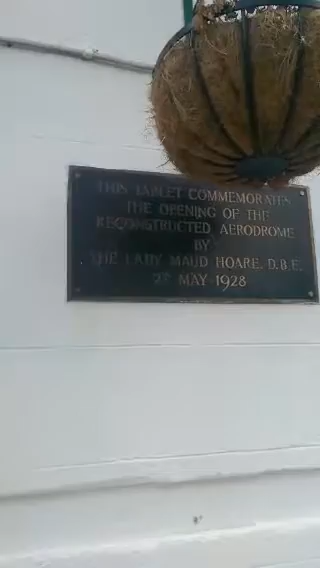 THIS TABLET COMMEMORATES
THE OPENING OF THE
RECONSTRUCTED AERODROME
BY
THE LADY MAUD HOARE, D.B.E.
2ND MAY 1928